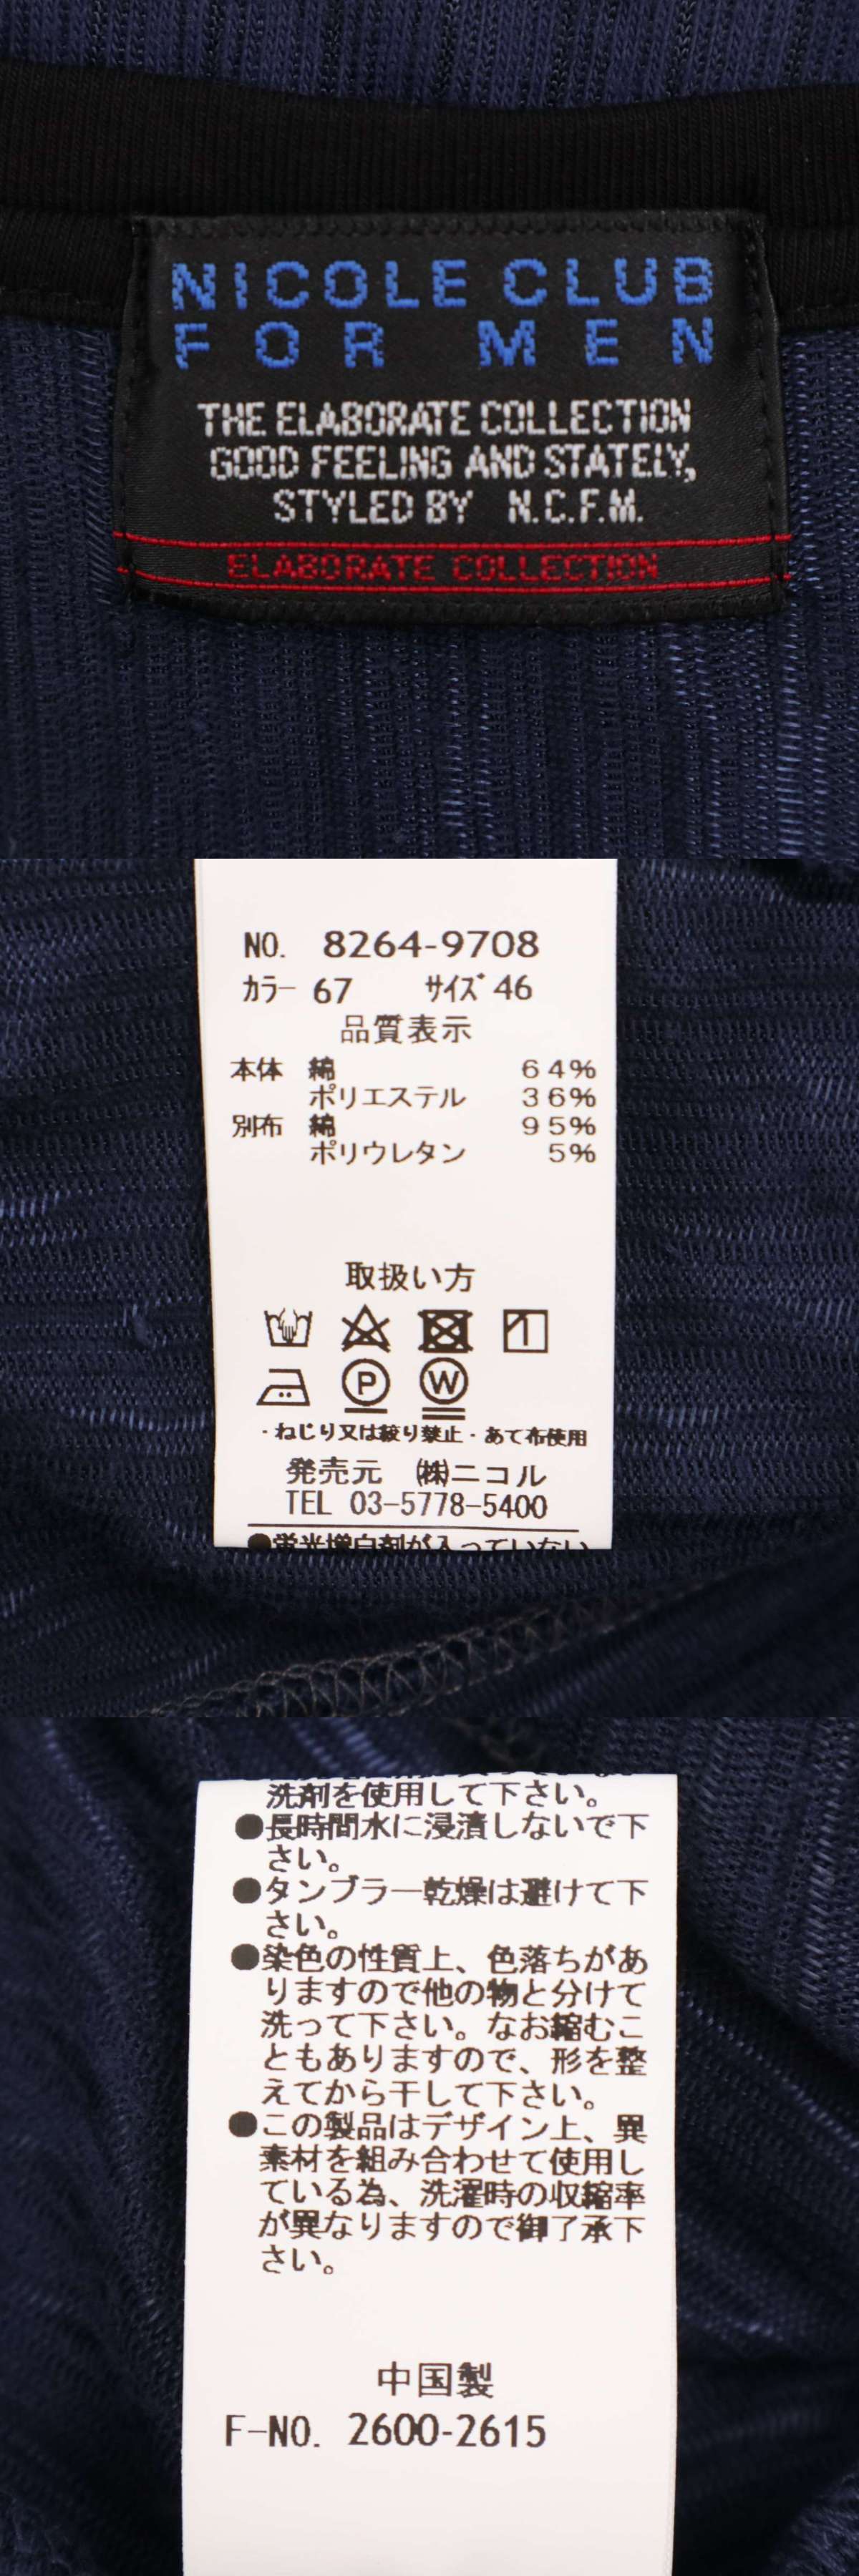 NICOLE CLUB
FOR MEN
THE ELABORATE COLLECTION
GOOD FEELING AND STATELY,
STYLED BY N.C.F.M.
ELABORATE COLLECTION
NO. 8264-9708
カラー 67 サイズ 46
品質表示
本体 綿 64%
ポリエステル 36%
別布 綿 95%
ポリウレタン 5%
取扱い方
P W
・ねじり又は絞り禁止・あて布使用
発売元 ㈱ニコル
TEL 03-5778-5400
●蛍光増白剤が入っていない
洗剤を使用して下さい。
●長時間水に浸漬しないで下
さい。
●タンブラー乾燥は避けて下
さい。
●染色の性質上、色落ちがあ
りますので他の物と分けて
洗って下さい。なお縮むこ
ともありますので、形を整
えてから干して下さい。
●この製品はデザイン上、異
素材を組み合わせて使用し
ている為、洗濯時の収縮率
が異なりますので御了承下
さい。
中国製
F-NO. 2600-2615